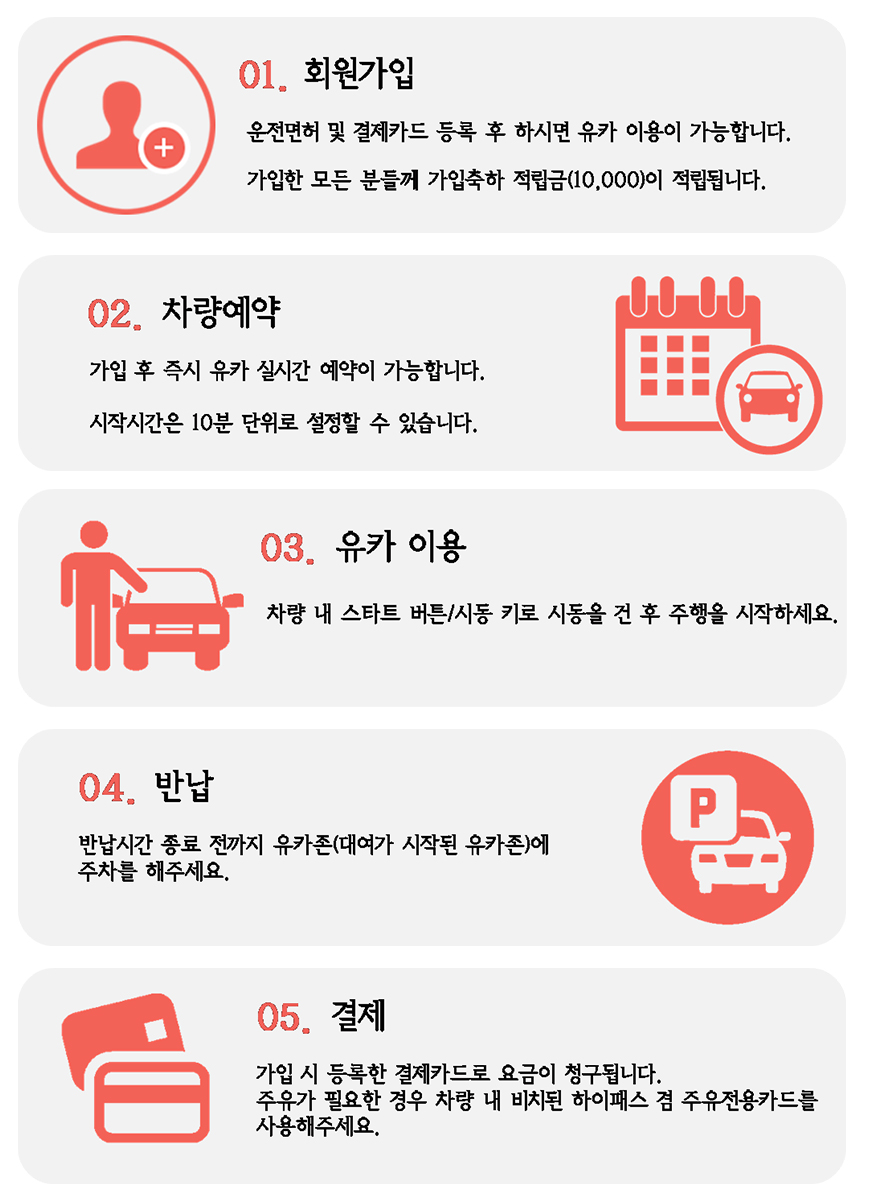 01. 회원가입
운전면허 및 결제카드 등록 후 하시면 유카 이용이 가능합니다.
가입한 모든 분들께 가입축하 적립금(10,000)이 적립됩니다.
02. 차량예약
가입 후 즉시 유카 실시간 예약이 가능합니다.
시작시간은 10분 단위로 설정할 수 있습니다.
03. 유카 이용
차량 내 스타트 버튼/시동 키로 시동을 건 후 주행을 시작하세요.
04. 반납
반납시간 종료 전까지 유카존(대여가 시작된 유카존)에
주차를 해주세요.
P
05. 결제
가입 시 등록한 결제카드로 요금이 청구됩니다.
주유가 필요한 경우 차량 내 비치된 하이패스 겸 주유전용카드를
사용해주세요.